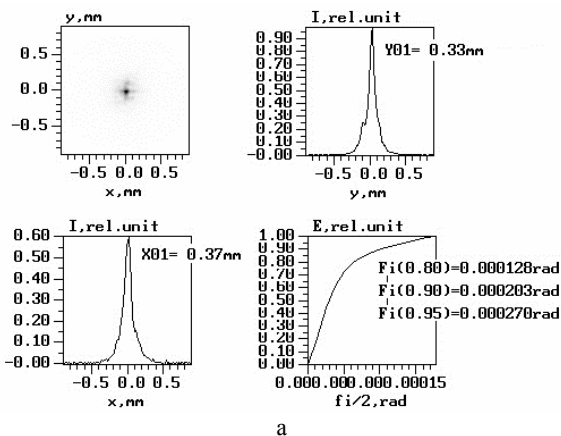 y,mm
0.5
0.0
-0.5
-0.5 0.0 0.5
x,mm
I,rel.unit
0.90
0.80
0.70
0.60
0.50
0.40
0.30
0.20
0.10
-0.00
Y01= 0.33mm
-0.5 0.0 0.5
y,mm
I,rel.unit
0.60
0.50
0.40
0.30
0.20
0.10
-0.00
X01= 0.37mm
-0.5 0.0 0.5
x,mm
E,rel.unit
1.00
0.90
0.80
0.70
0.60
0.50
0.40
0.30
0.20
0.10
0.00
Fi(0.80)=0.000128rad
Fi(0.90)=0.000203rad
Fi(0.95)=0.000270rad
0.000.000.000.00015
fi/2,rad
a